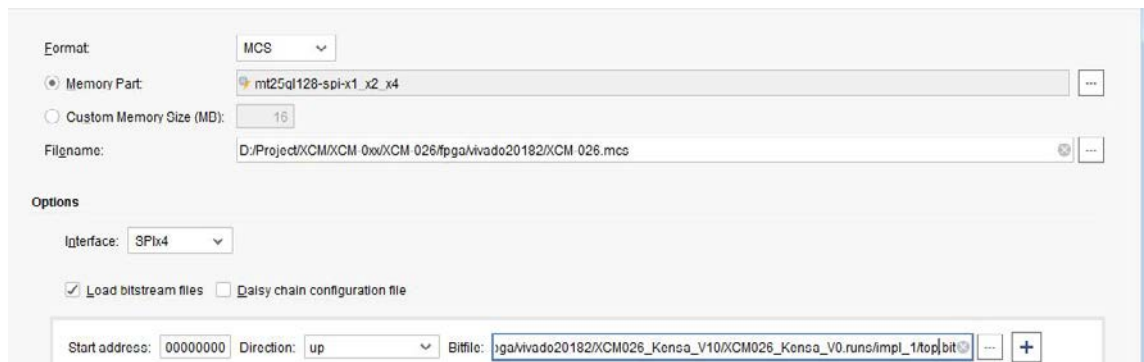 Format: MCS
Memory Part: mt25ql128-spi-x1_x2_x4 ...
Custom Memory Size (MB): 16
Filename: D:/Project/XCM/XCM-0xx/XCM-026/fpga/vivado20182/XCM-026.mcs ...
Options
Interface: SPIx4
Load bitstream files Daisy chain configuration file
Start address: 00000000 Direction: up Bitfile: pga/vivado20182/XCM026_Kensa_V10/XCM026_Kensa_V0.runs/impl_1/top.bit ... +